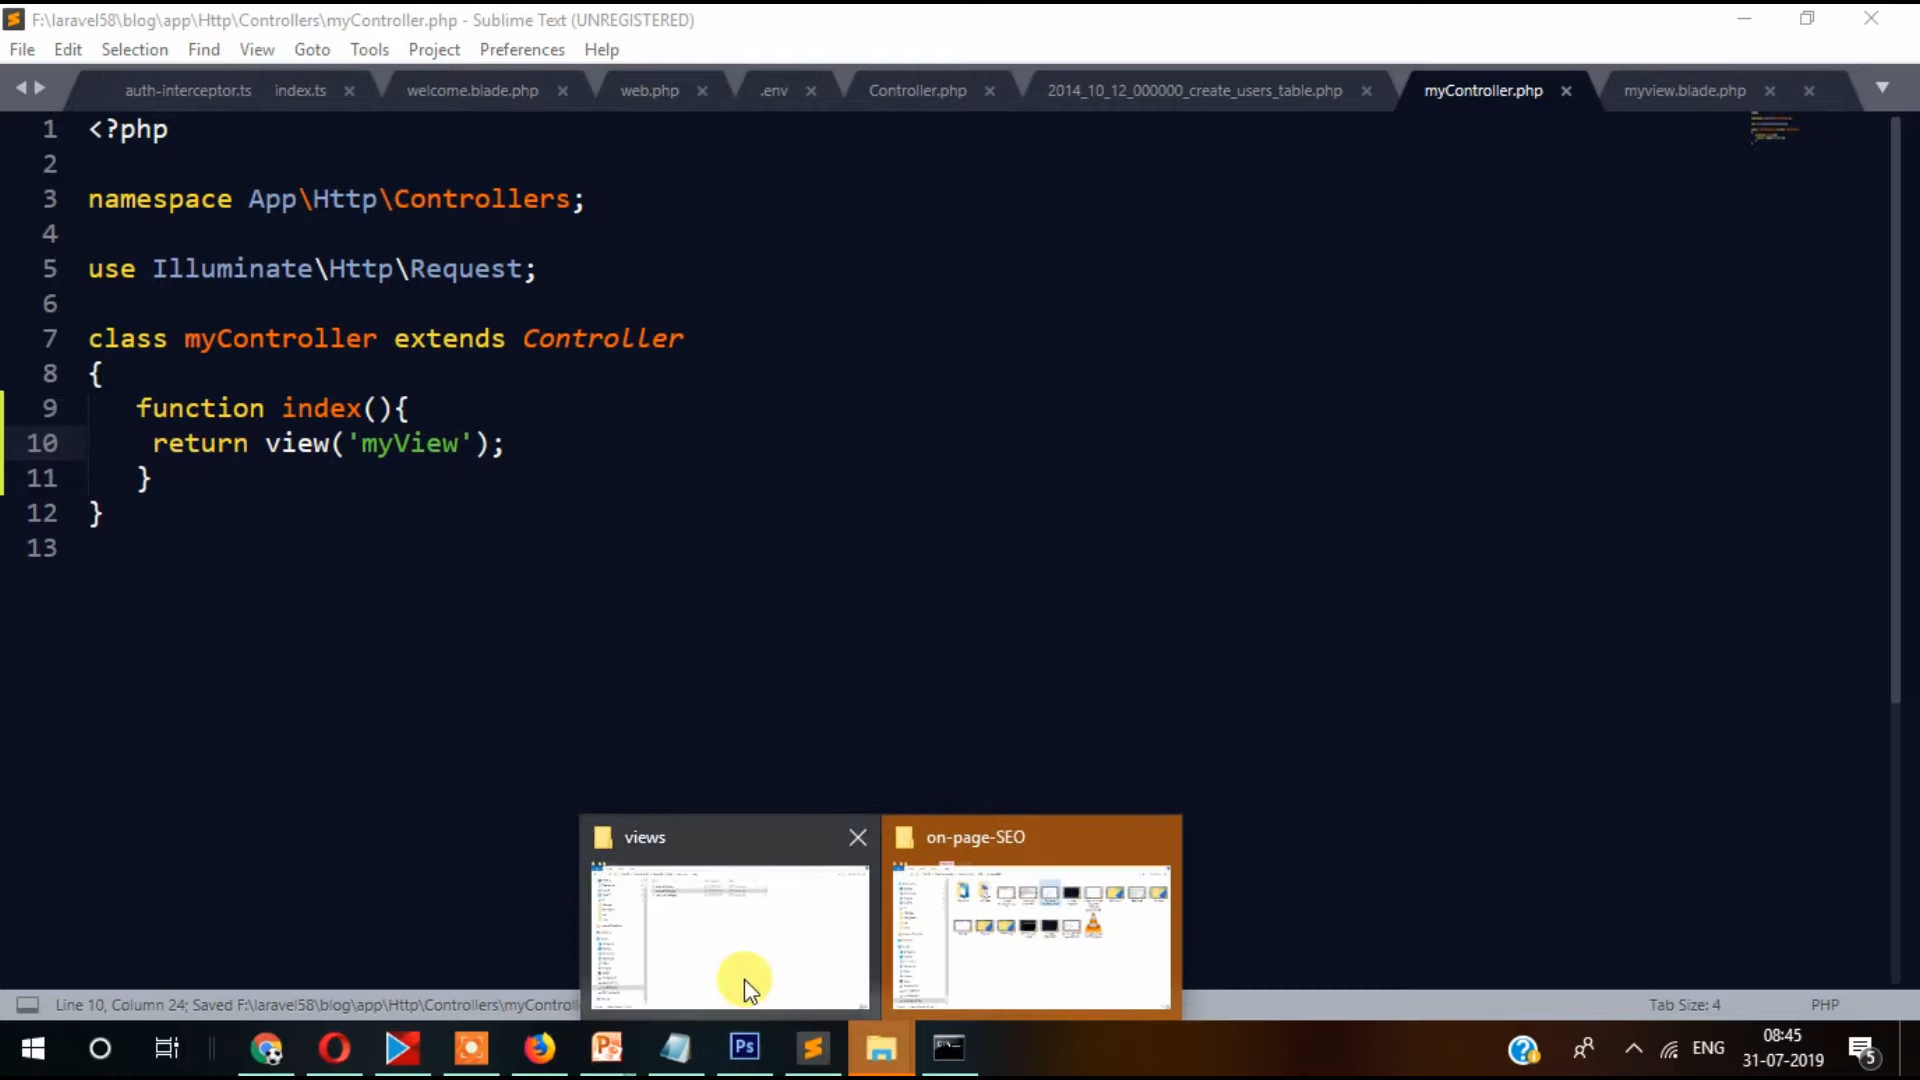 F:\laravel58\blog\app\Http\Controllers\myController.php - Sublime Text (UNREGISTERED)
File Edit Selection Find View Goto Tools Project Preferences Help
auth-interceptor.ts index.ts welcome.blade.php web.php .env Controller.php 2014_10_12_000000_create_users_table.php myController.php myview.blade.php
1 <?php
2
3 namespace App\Http\Controllers;
4
5 use Illuminate\Http\Request;
6
7 class myController extends Controller
8 {
9 function index(){
10 return view('myView');
11 }
12 }
13
views on-page-SEO
Line 10, Column 24; Saved F:\laravel58\blog\app\Http\Controllers\myControll Tab Size: 4 PHP
Ps ENG 08:45
31-07-2019 5